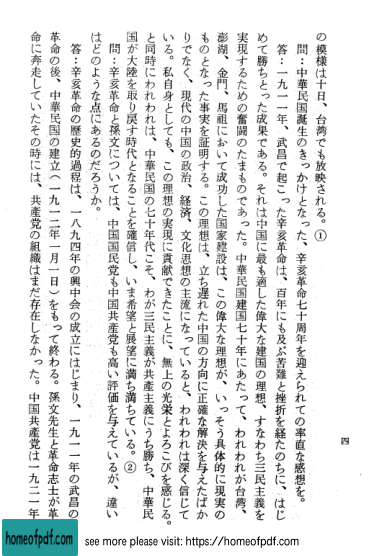 の模様は十日、台湾でも放映される。①
問：中華民国誕生のきっかけとなった、辛亥革命七十周年を迎えられての率直な感想を。
答：一九一一年、武昌で起こった辛亥革命は、百年にも及ぶ苦難と挫折を経たのちに、はじ
めて勝ちとった成果である。それは中国に最も適した偉大な建国の理想、すなわち三民主義を
実現するための奮闘のたまものであった。中華民国建国七十年にあたって、われわれが台湾、
澎湖、金門、馬祖において成功した国家建設は、この偉大な理想が、いっそう具体的に現実の
ものとなった事実を証明する。この理想は、立ち遅れた中国の方向に正確な解決を与えたばか
りでなく、現代の中国の政治、経済、文化思想の主流になっていると、われわれは深く信じて
いる。私自身としても、この理想の実現に貢献できたことに、無上の光栄とよろこびを感じる。
と同時にわれわれは、中華民国の七十年代こそ、わが三民主義が共産主義にうち勝ち、中華民
国が大陸を取り戻す時代となることを確信し、いま希望と展望に満ち満ちている。②
問：辛亥革命と孫文については、中国国民党も中国共産党も高い評価を与えているが、違い
はどのような点にあるのだろうか。
答：辛亥革命の歴史的過程は、一八九四年の興中会の成立にはじまり、一九一一年の武昌の
革命の後、中華民国の建立（一九一二年一月一日）をもって終わる。孫文先生と革命志士が革
命に奔走していたその時には、共産党の組織はまだ存在しなかった。中国共産党は一九二一年
四
homeofpdf.com
see more please visit: https://homeofpdf.com